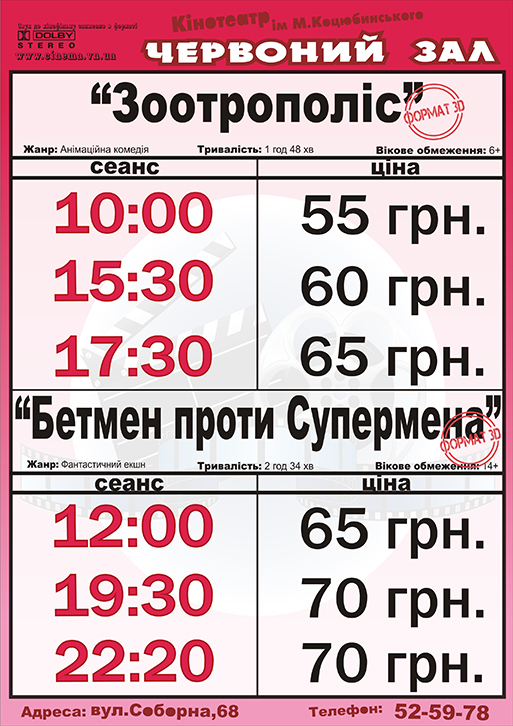 Звук по цифровому уявленню в форматі
Кінотеатр ім М.Коцюбинського
DOLBY
STEREO
www.cinema.vn.ua
ЧЕРВОНИЙ ЗАЛ
“Зоотрополіс”
ФОРМАТ 3D
Жанр: Анімаційна комедія Тривалість: 1 год 48 хв Вікове обмеження: 6+
сеанс ціна
10:00 55 грн.
15:30 60 грн.
17:30 65 грн.
“Бетмен проти Супермена”
ФОРМАТ 3D
Жанр: Фантастичний екшн Тривалість: 2 год 34 хв Вікове обмеження: 14+
сеанс ціна
12:00 65 грн.
19:30 70 грн.
22:20 70 грн.
Адреса: вул.Соборна,68 Телефон: 52-59-78